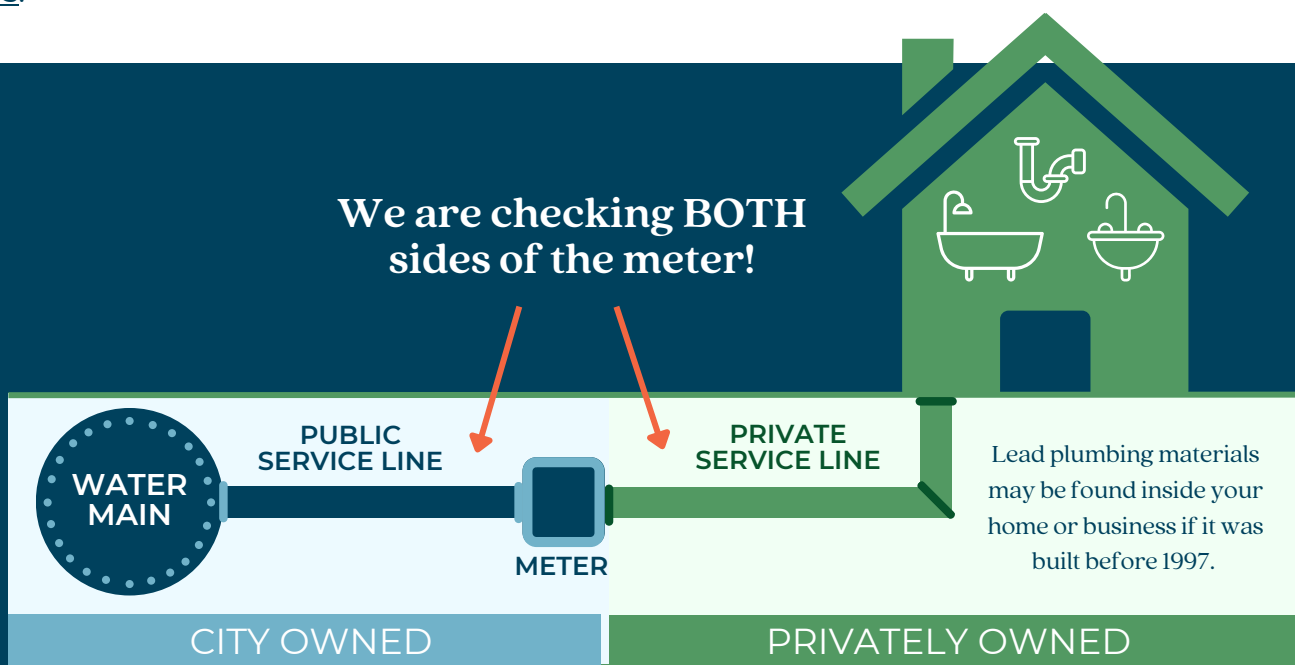 We are checking BOTH
sides of the meter!
PUBLIC
SERVICE LINE
PRIVATE
SERVICE LINE
WATER
MAIN
METER
Lead plumbing materials
may be found inside your
home or business if it was
built before 1997.
CITY OWNED
PRIVATELY OWNED